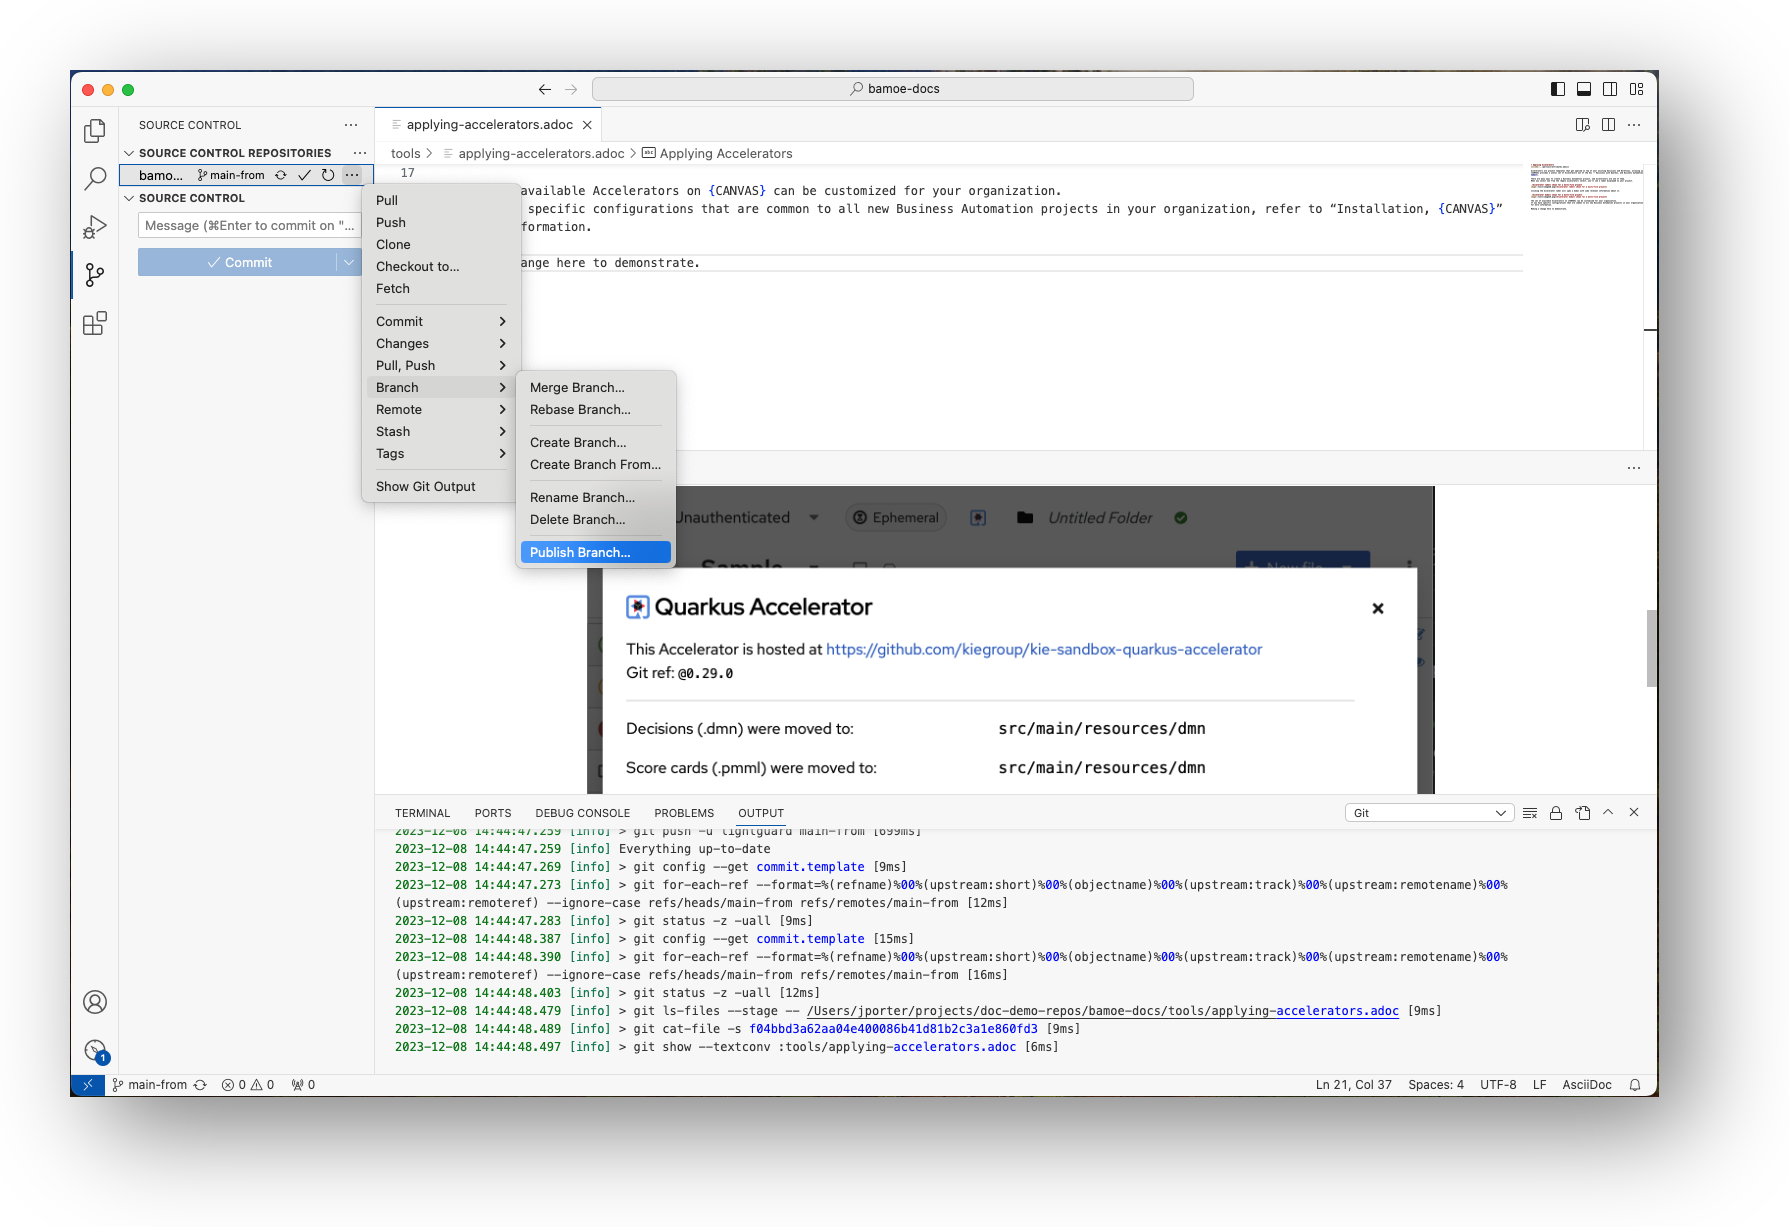 bamoe-docs
SOURCE CONTROL
applying-accelerators.adoc
SOURCE CONTROL REPOSITORIES
tools > applying-accelerators.adoc > Applying Accelerators
bamo... main-from
17
SOURCE CONTROL
Message (⌘Enter to commit on "...
Commit
Pull
Push
Clone
Checkout to...
Fetch
Commit
Changes
Pull, Push
Branch
Remote
Stash
Tags
Show Git Output
Merge Branch...
Rebase Branch...
Create Branch...
Create Branch From...
Rename Branch...
Delete Branch...
Publish Branch...
available Accelerators on {CANVAS} can be customized for your organization.
specific configurations that are common to all new Business Automation projects in your organization, refer to “Installation, {CANVAS}”
formation.
ange here to demonstrate.
Unauthenticated Ephemeral Untitled Folder
Sample New file
Quarkus Accelerator
This Accelerator is hosted at https://github.com/kiegroup/kie-sandbox-quarkus-accelerator
Git ref: @0.29.0
Decisions (.dmn) were moved to: src/main/resources/dmn
Score cards (.pmml) were moved to: src/main/resources/dmn
TERMINAL PORTS DEBUG CONSOLE PROBLEMS OUTPUT Git
2023-12-08 14:44:47.259 [info] > git push -u lightguard main-from [699ms]
2023-12-08 14:44:47.259 [info] Everything up-to-date
2023-12-08 14:44:47.269 [info] > git config --get commit.template [9ms]
2023-12-08 14:44:47.273 [info] > git for-each-ref --format=%(refname)%00%(upstream:short)%00%(objectname)%00%(upstream:track)%00%(upstream:remotename)%00%
(upstream:remoteref) --ignore-case refs/heads/main-from refs/remotes/main-from [12ms]
2023-12-08 14:44:47.283 [info] > git status -z -uall [9ms]
2023-12-08 14:44:48.387 [info] > git config --get commit.template [15ms]
2023-12-08 14:44:48.390 [info] > git for-each-ref --format=%(refname)%00%(upstream:short)%00%(objectname)%00%(upstream:track)%00%(upstream:remotename)%00%
(upstream:remoteref) --ignore-case refs/heads/main-from refs/remotes/main-from [16ms]
2023-12-08 14:44:48.403 [info] > git status -z -uall [12ms]
2023-12-08 14:44:48.479 [info] > git ls-files --stage -- /Users/jporter/projects/doc-demo-repos/bamoe-docs/tools/applying-accelerators.adoc [9ms]
2023-12-08 14:44:48.489 [info] > git cat-file -s f04bbd3a62aa04e400086b41d81b2c3a1e860fd3 [9ms]
2023-12-08 14:44:48.497 [info] > git show --textconv :tools/applying-accelerators.adoc [6ms]
1
main-from 0 0 0 Ln 21, Col 37 Spaces: 4 UTF-8 LF AsciiDoc